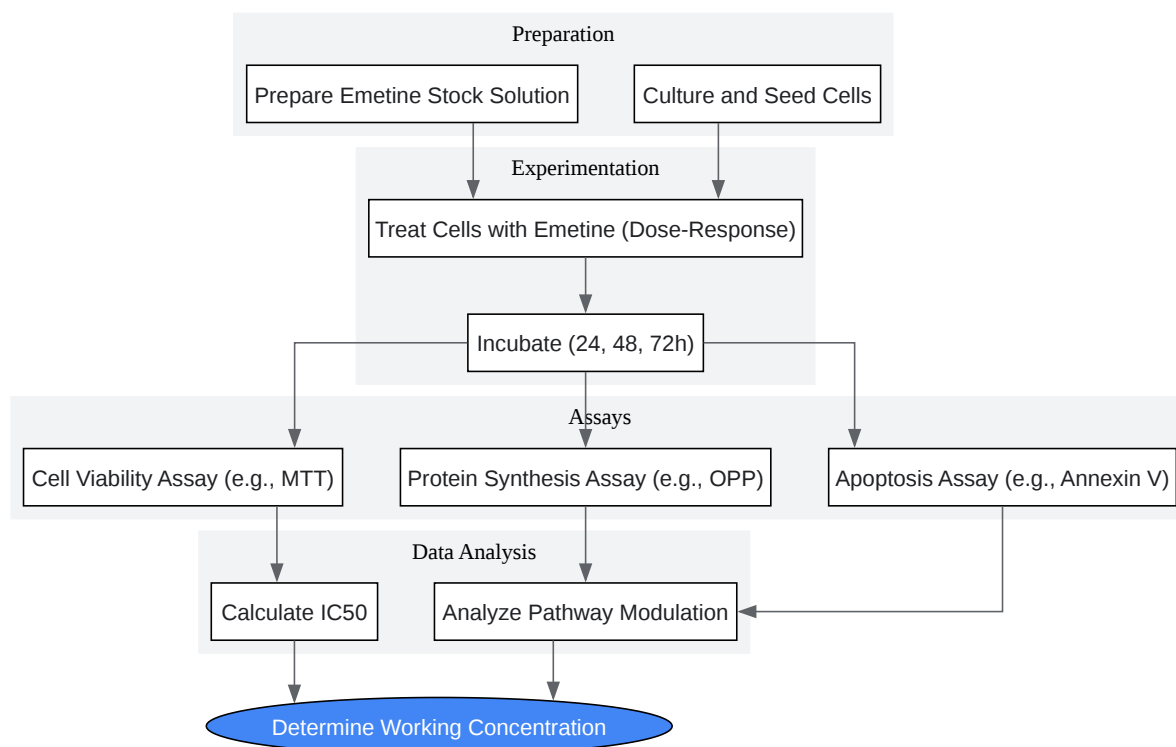 Preparation
Prepare Emetine Stock Solution
Culture and Seed Cells
Experimentation
Treat Cells with Emetine (Dose-Response)
Incubate (24, 48, 72h)
Assays
Cell Viability Assay (e.g., MTT)
Protein Synthesis Assay (e.g., OPP)
Apoptosis Assay (e.g., Annexin V)
Data Analysis
Calculate IC50
Analyze Pathway Modulation
Determine Working Concentration